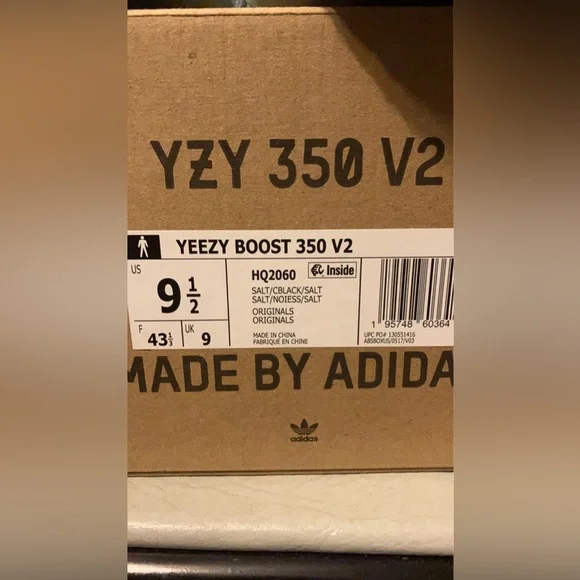 YZY 350 V2
YEEZY BOOST 350 V2
US
9 1/2
F
43 1/3
UK
9
HQ2060
Inside
SALT/CBLACK/SALT
SALT/NOIESS/SALT
ORIGINALS
ORIGINALS
MADE IN CHINA
FABRIQUE EN CHINE
1 95748 60364
UPC PO# 130551416
ABSBOXUS/0517/V03
MADE BY ADIDA
adidas